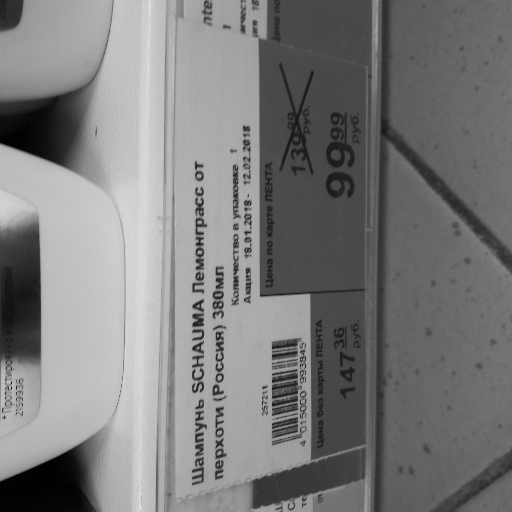 Шампунь SCHAUMA Лемонграсс от
перхоти (Россия) 380мл
Количество в упаковке 1
Акция 18.01.2018 - 12.02.2018
Цена по карте ЛЕНТА
139 99
руб.
99 99
руб.
257211
4 015000 993845
Цена без карты ЛЕНТА
147 36
руб.
* Протестировано
2159936